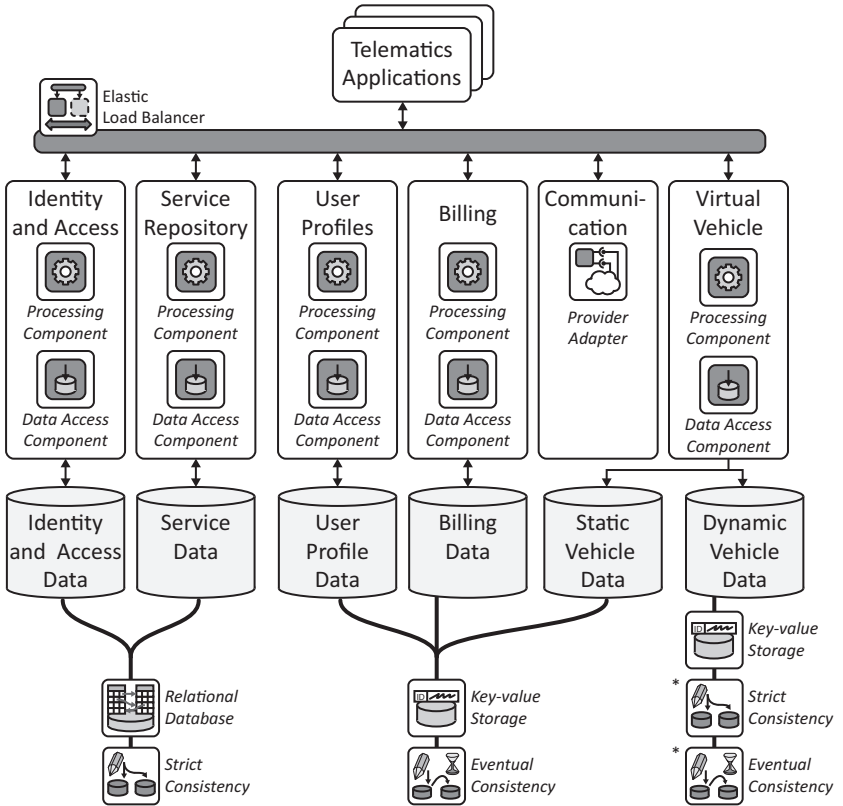 Telematics
Applications
Elastic
Load Balancer
Identity
and Access
Processing
Component
Data Access
Component
Service
Repository
Processing
Component
Data Access
Component
User
Profiles
Processing
Component
Data Access
Component
Billing
Processing
Component
Data Access
Component
Communi-
cation
Provider
Adapter
Virtual
Vehicle
Processing
Component
Data Access
Component
Identity
and Access
Data
Service
Data
User
Profile
Data
Billing
Data
Static
Vehicle
Data
Dynamic
Vehicle
Data
Relational
Database
Strict
Consistency
ID
Key-value
Storage
Eventual
Consistency
ID
Key-value
Storage
*
Strict
Consistency
*
Eventual
Consistency